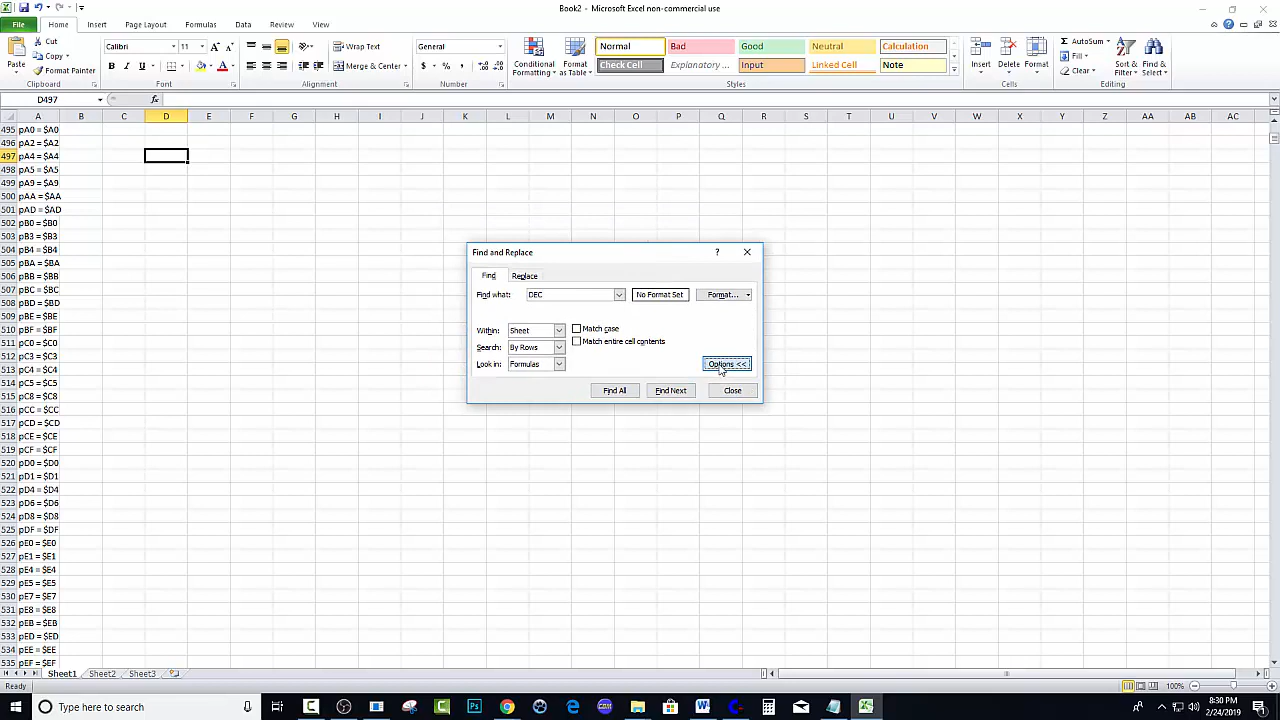 Book2 - Microsoft Excel non-commercial use
File Home Insert Page Layout Formulas Data Review View
Paste
Cut
Copy
Format Painter
Clipboard
Calibri 11
B I U
Font
Wrap Text
Merge & Center
Alignment
General
$ % ,
Number
Conditional Formatting
Format as Table
Normal Bad Good Neutral Calculation
Check Cell Explanatory ... Input Linked Cell Note
Styles
Insert Delete Format
Cells
AutoSum
Fill
Clear
Sort & Filter
Find & Select
Editing
D497 fx
A B C D E F G H I J K L M N O P Q R S T U V W X Y Z AA AB AC
495 pA0 = $A0
496 pA2 = $A2
497 pA4 = $A4
498 pA5 = $A5
499 pA9 = $A9
500 pAA = $AA
501 pAD = $AD
502 pB0 = $B0
503 pB3 = $B3
504 pB4 = $B4
505 pBA = $BA
506 pBB = $BB
507 pBC = $BC
508 pBD = $BD
509 pBE = $BE
510 pBF = $BF
511 pC0 = $C0
512 pC3 = $C3
513 pC4 = $C4
514 pC5 = $C5
515 pC8 = $C8
516 pCC = $CC
517 pCD = $CD
518 pCE = $CE
519 pCF = $CF
520 pD0 = $D0
521 pD1 = $D1
522 pD4 = $D4
523 pD6 = $D6
524 pD8 = $D8
525 pDF = $DF
526 pE0 = $E0
527 pE1 = $E1
528 pE4 = $E4
529 pE5 = $E5
530 pE7 = $E7
531 pE8 = $E8
532 pEB = $EB
533 pED = $ED
534 pEE = $EE
535 pEF = $EF
Find and Replace
Find Replace
Find what: DEC No Format Set Format...
Within: Sheet Match case
Search: By Rows Match entire cell contents
Look in: Formulas Options <<
Find All Find Next Close
Sheet1 Sheet2 Sheet3
Ready 100%
Type here to search
8:30 PM
2/24/2019